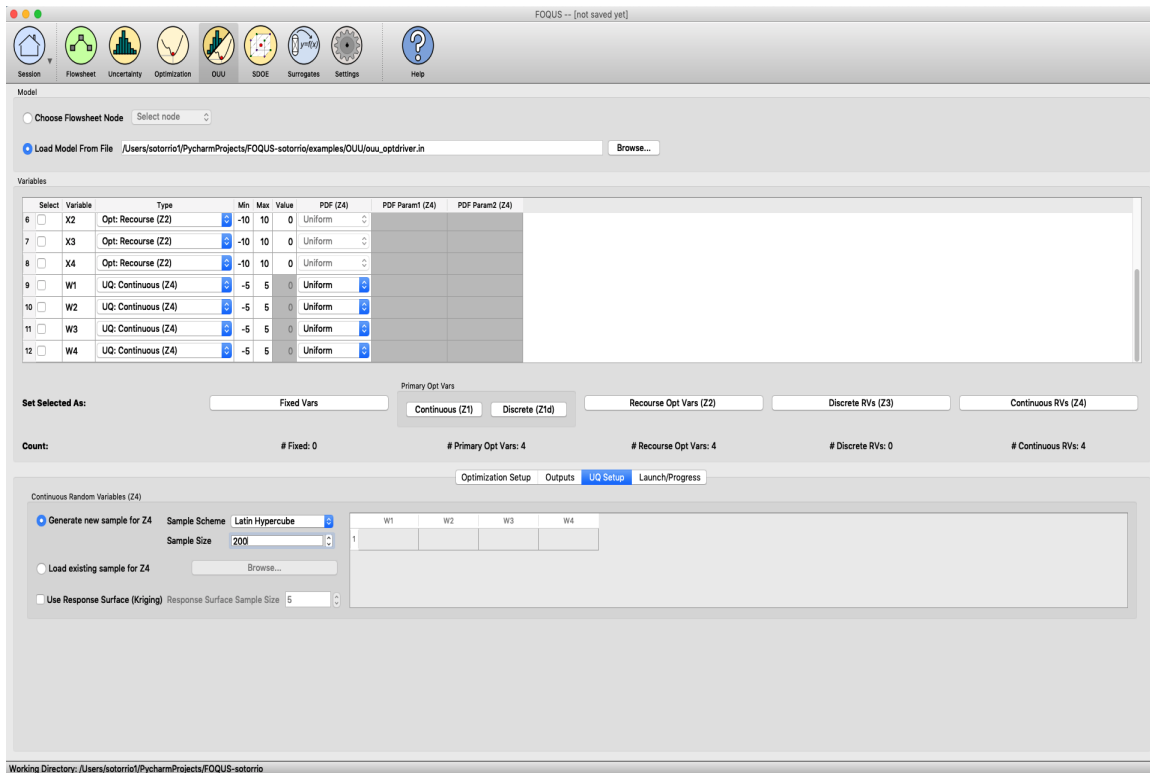 FOQUS -- [not saved yet]
y=f(x)
Session Flowsheet Uncertainty Optimization OUU SDOE Surrogates Settings Help
Model
Choose Flowsheet Node Select node
Load Model From File /Users/sotorrio1/PycharmProjects/FOQUS-sotorrio/examples/OUU/ouu_optdriver.in Browse...
Variables
Select Variable Type Min Max Value PDF (Z4) PDF Param1 (Z4) PDF Param2 (Z4)
6 X2 Opt: Recourse (Z2) -10 10 0 Uniform
7 X3 Opt: Recourse (Z2) -10 10 0 Uniform
8 X4 Opt: Recourse (Z2) -10 10 0 Uniform
9 W1 UQ: Continuous (Z4) -5 5 0 Uniform
10 W2 UQ: Continuous (Z4) -5 5 0 Uniform
11 W3 UQ: Continuous (Z4) -5 5 0 Uniform
12 W4 UQ: Continuous (Z4) -5 5 0 Uniform
Primary Opt Vars
Set Selected As: Fixed Vars Continuous (Z1) Discrete (Z1d) Recourse Opt Vars (Z2) Discrete RVs (Z3) Continuous RVs (Z4)
Count: # Fixed: 0 # Primary Opt Vars: 4 # Recourse Opt Vars: 4 # Discrete RVs: 0 # Continuous RVs: 4
Optimization Setup Outputs UQ Setup Launch/Progress
Continuous Random Variables (Z4)
Generate new sample for Z4 Sample Scheme Latin Hypercube W1 W2 W3 W4
Sample Size 200 1
Load existing sample for Z4 Browse...
Use Response Surface (Kriging) Response Surface Sample Size 5
Working Directory: /Users/sotorrio1/PycharmProjects/FOQUS-sotorrio